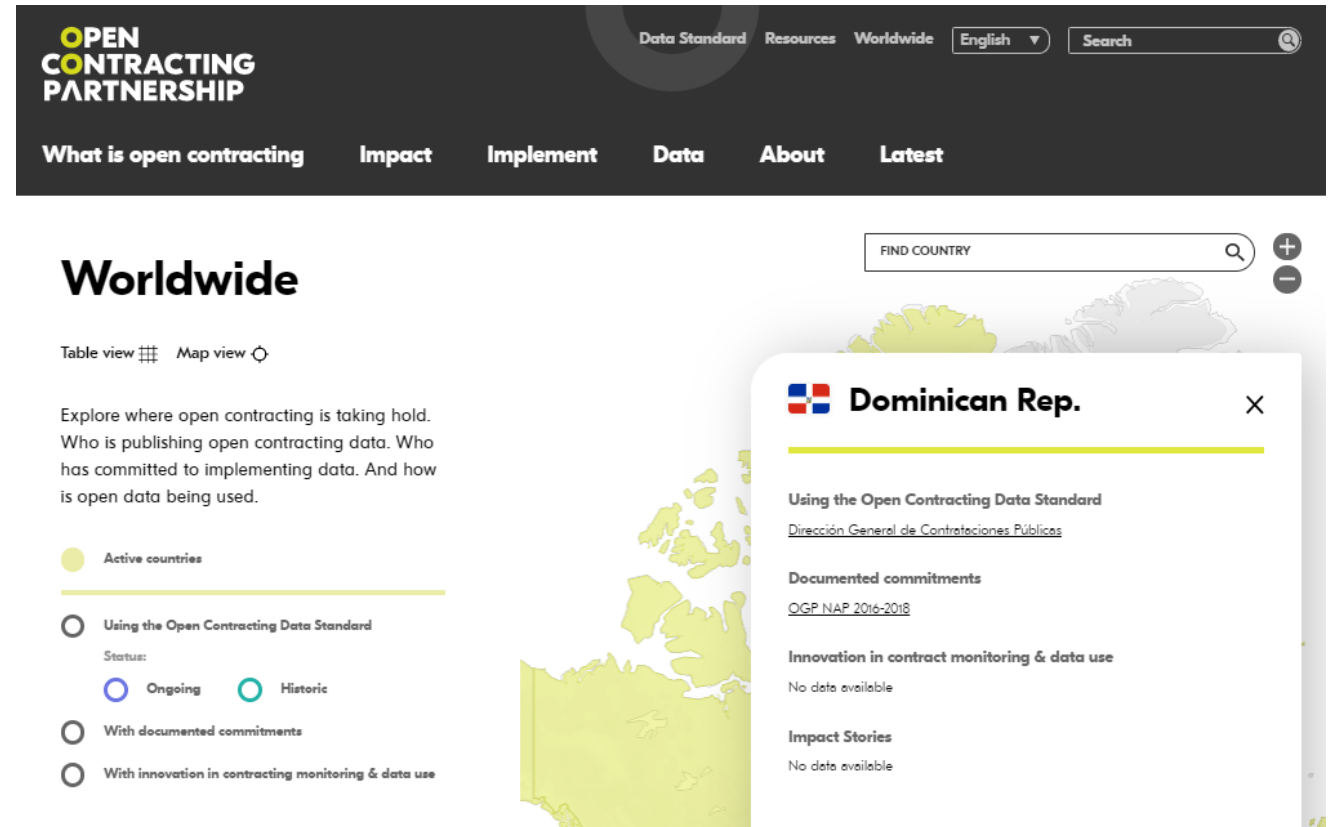 OPEN
CONTRACTING
PARTNERSHIP
Data Standard Resources Worldwide English Search
What is open contracting Impact Implement Data About Latest
Worldwide
Table view Map view
Explore where open contracting is taking hold.
Who is publishing open contracting data. Who
has committed to implementing data. And how
is open data being used.
Active countries
Using the Open Contracting Data Standard
Status:
Ongoing Historic
With documented commitments
With innovation in contracting monitoring & data use
FIND COUNTRY
Dominican Rep.
Using the Open Contracting Data Standard
Dirección General de Contrataciones Públicas
Documented commitments
OGP NAP 2016-2018
Innovation in contract monitoring & data use
No data available
Impact Stories
No data available